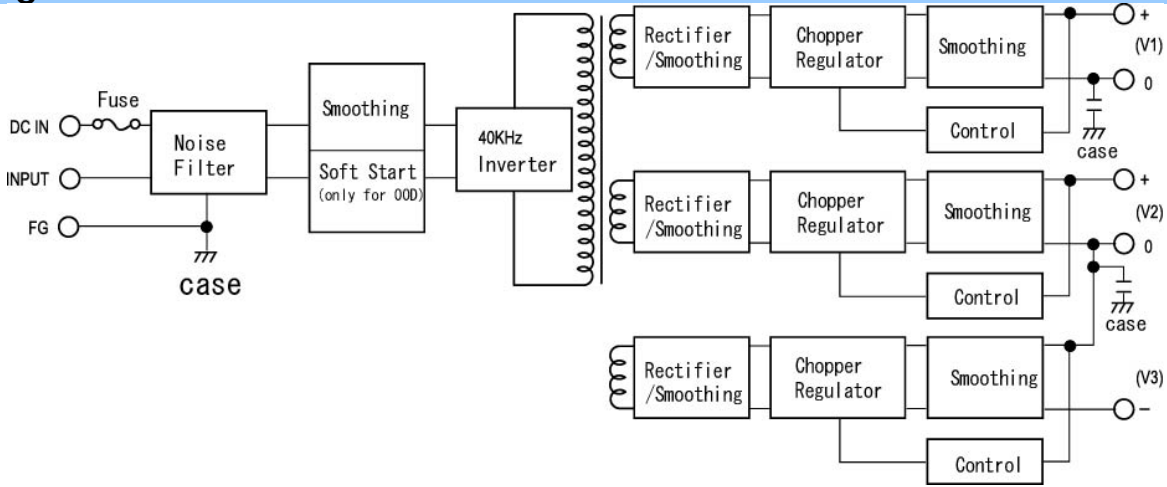 Fuse
DC IN
INPUT
FG
Noise
Filter
case
Smoothing
Soft Start
(only for OOD)
40KHz
Inverter
Rectifier
/Smoothing
Chopper
Regulator
Smoothing
Control
+
(V1)
0
case
Rectifier
/Smoothing
Chopper
Regulator
Smoothing
Control
+
(V2)
0
case
Rectifier
/Smoothing
Chopper
Regulator
Smoothing
Control
(V3)
−